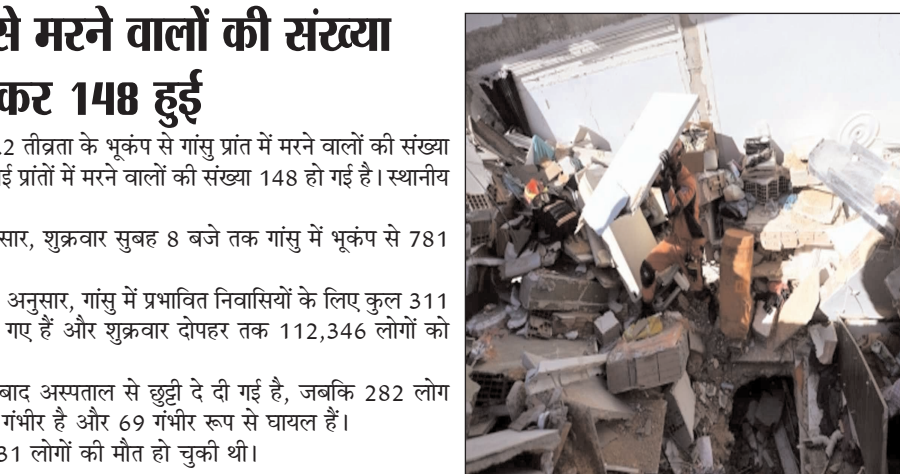 से मरने वालों की संख्या
कर 148 हुई
.2 तीव्रता के भूकंप से गांसु प्रांत में मरने वालों की संख्या
ई प्रांतों में मरने वालों की संख्या 148 हो गई है। स्थानीय
सार, शुक्रवार सुबह 8 बजे तक गांसु में भूकंप से 781
अनुसार, गांसु में प्रभावित निवासियों के लिए कुल 311
गए हैं और शुक्रवार दोपहर तक 112,346 लोगों को
बाद अस्पताल से छुट्टी दे दी गई है, जबकि 282 लोग
गंभीर है और 69 गंभीर रूप से घायल हैं।
31 लोगों की मौत हो चुकी थी।